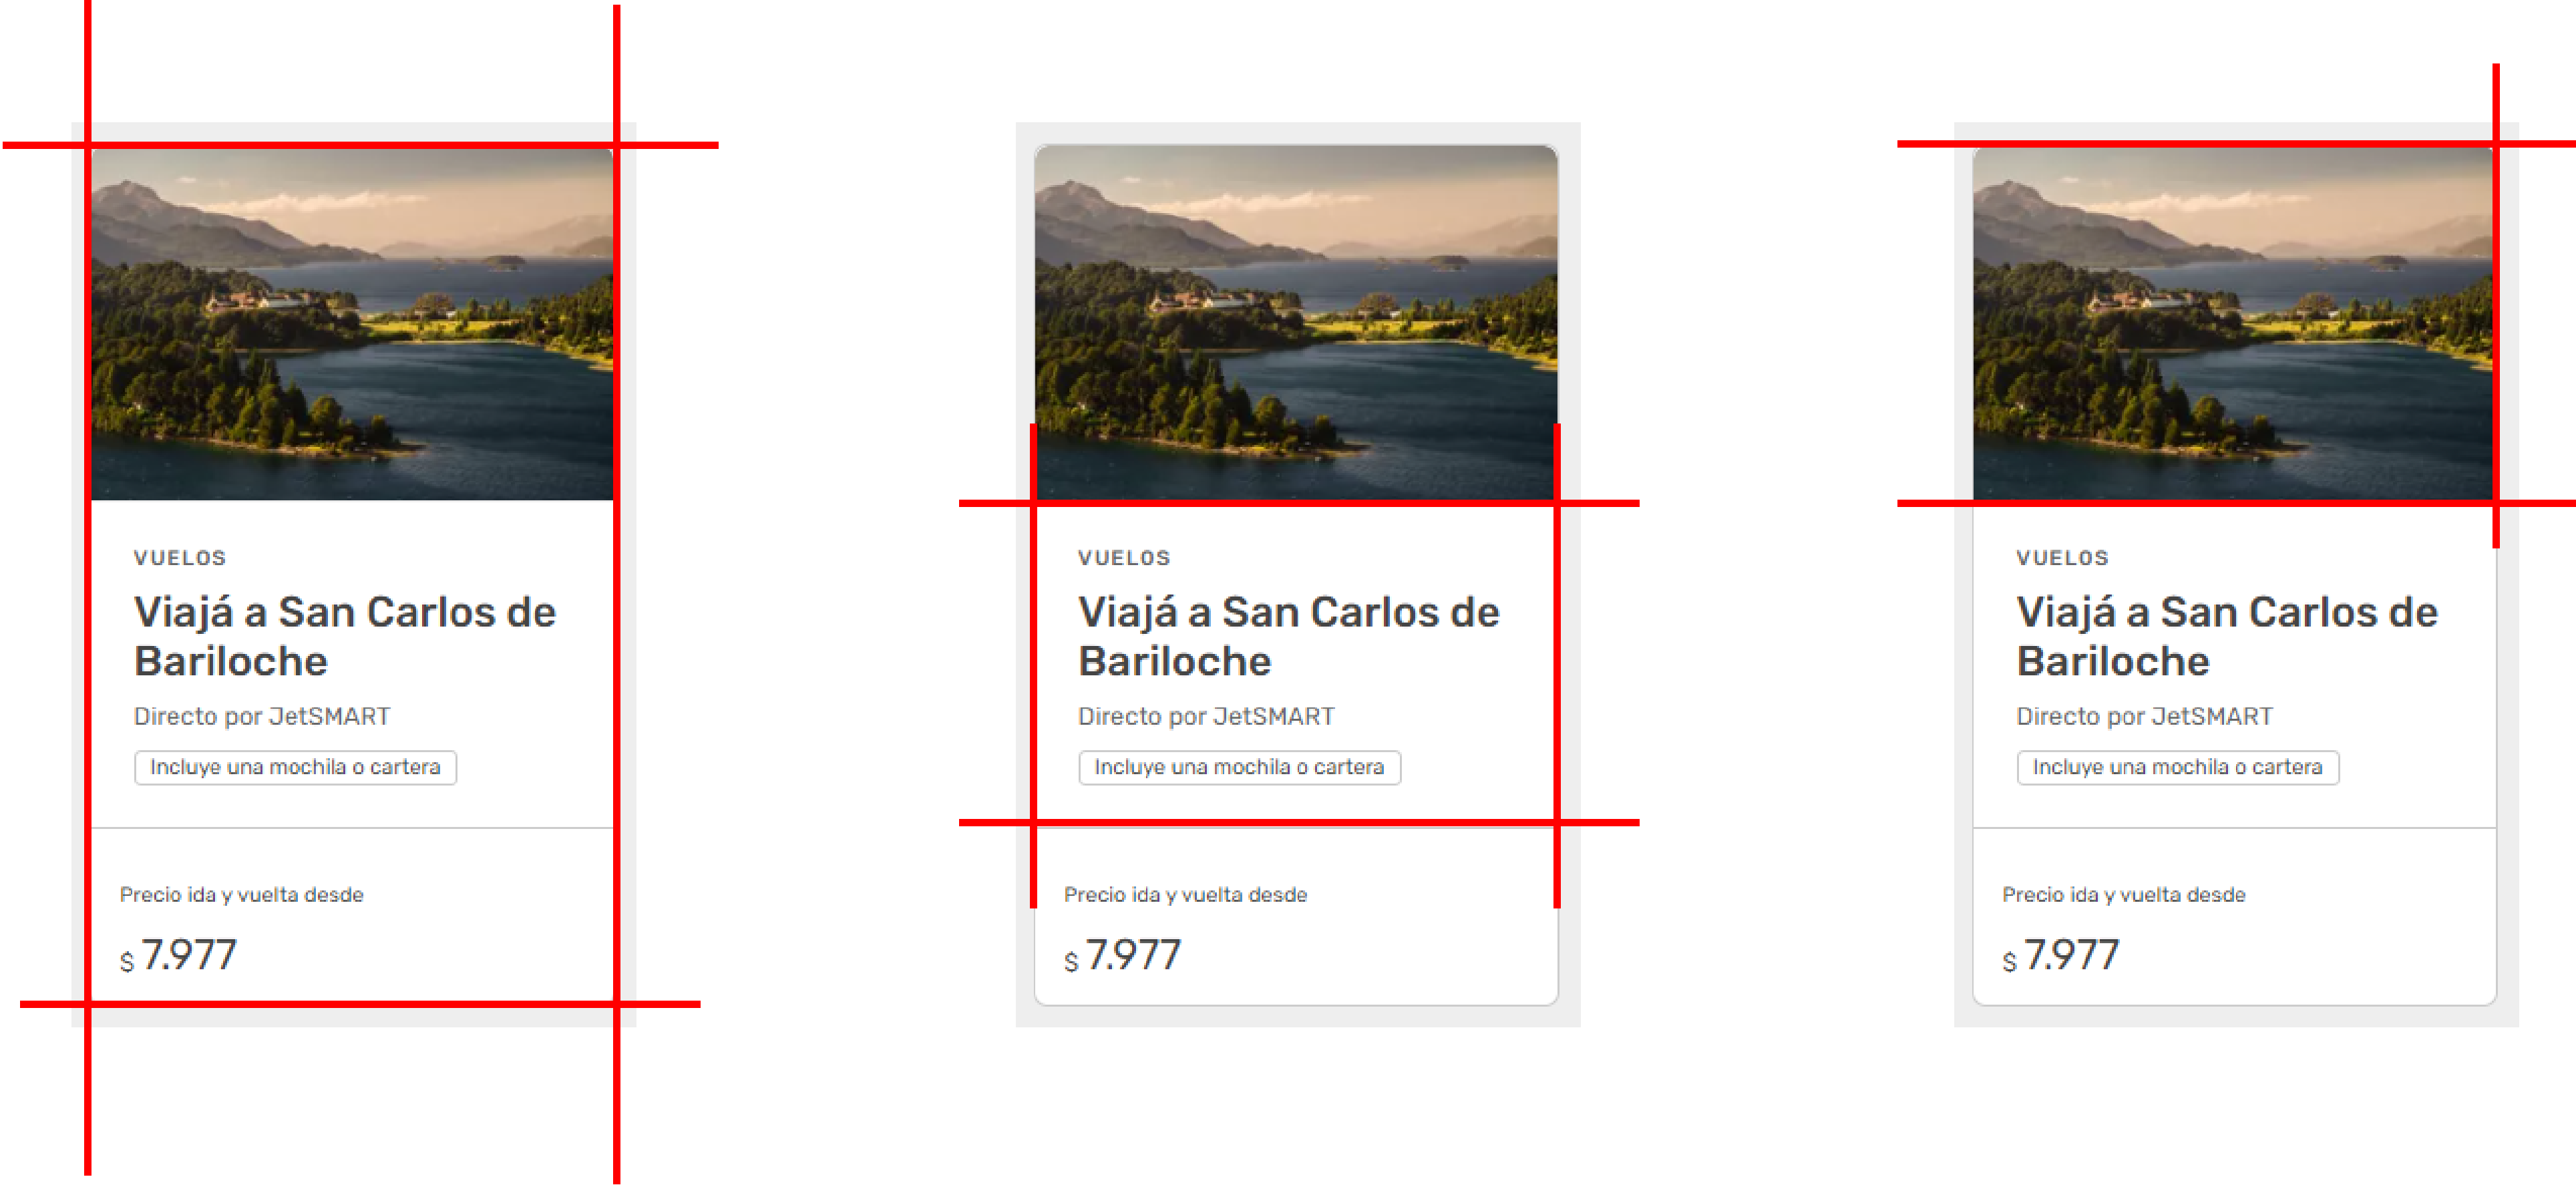 VUELOS
Viajá a San Carlos de
Bariloche
Directo por JetSMART
Incluye una mochila o cartera
Precio ida y vuelta desde
$ 7.977
VUELOS
Viajá a San Carlos de
Bariloche
Directo por JetSMART
Incluye una mochila o cartera
Precio ida y vuelta desde
$ 7.977
VUELOS
Viajá a San Carlos de
Bariloche
Directo por JetSMART
Incluye una mochila o cartera
Precio ida y vuelta desde
$ 7.977